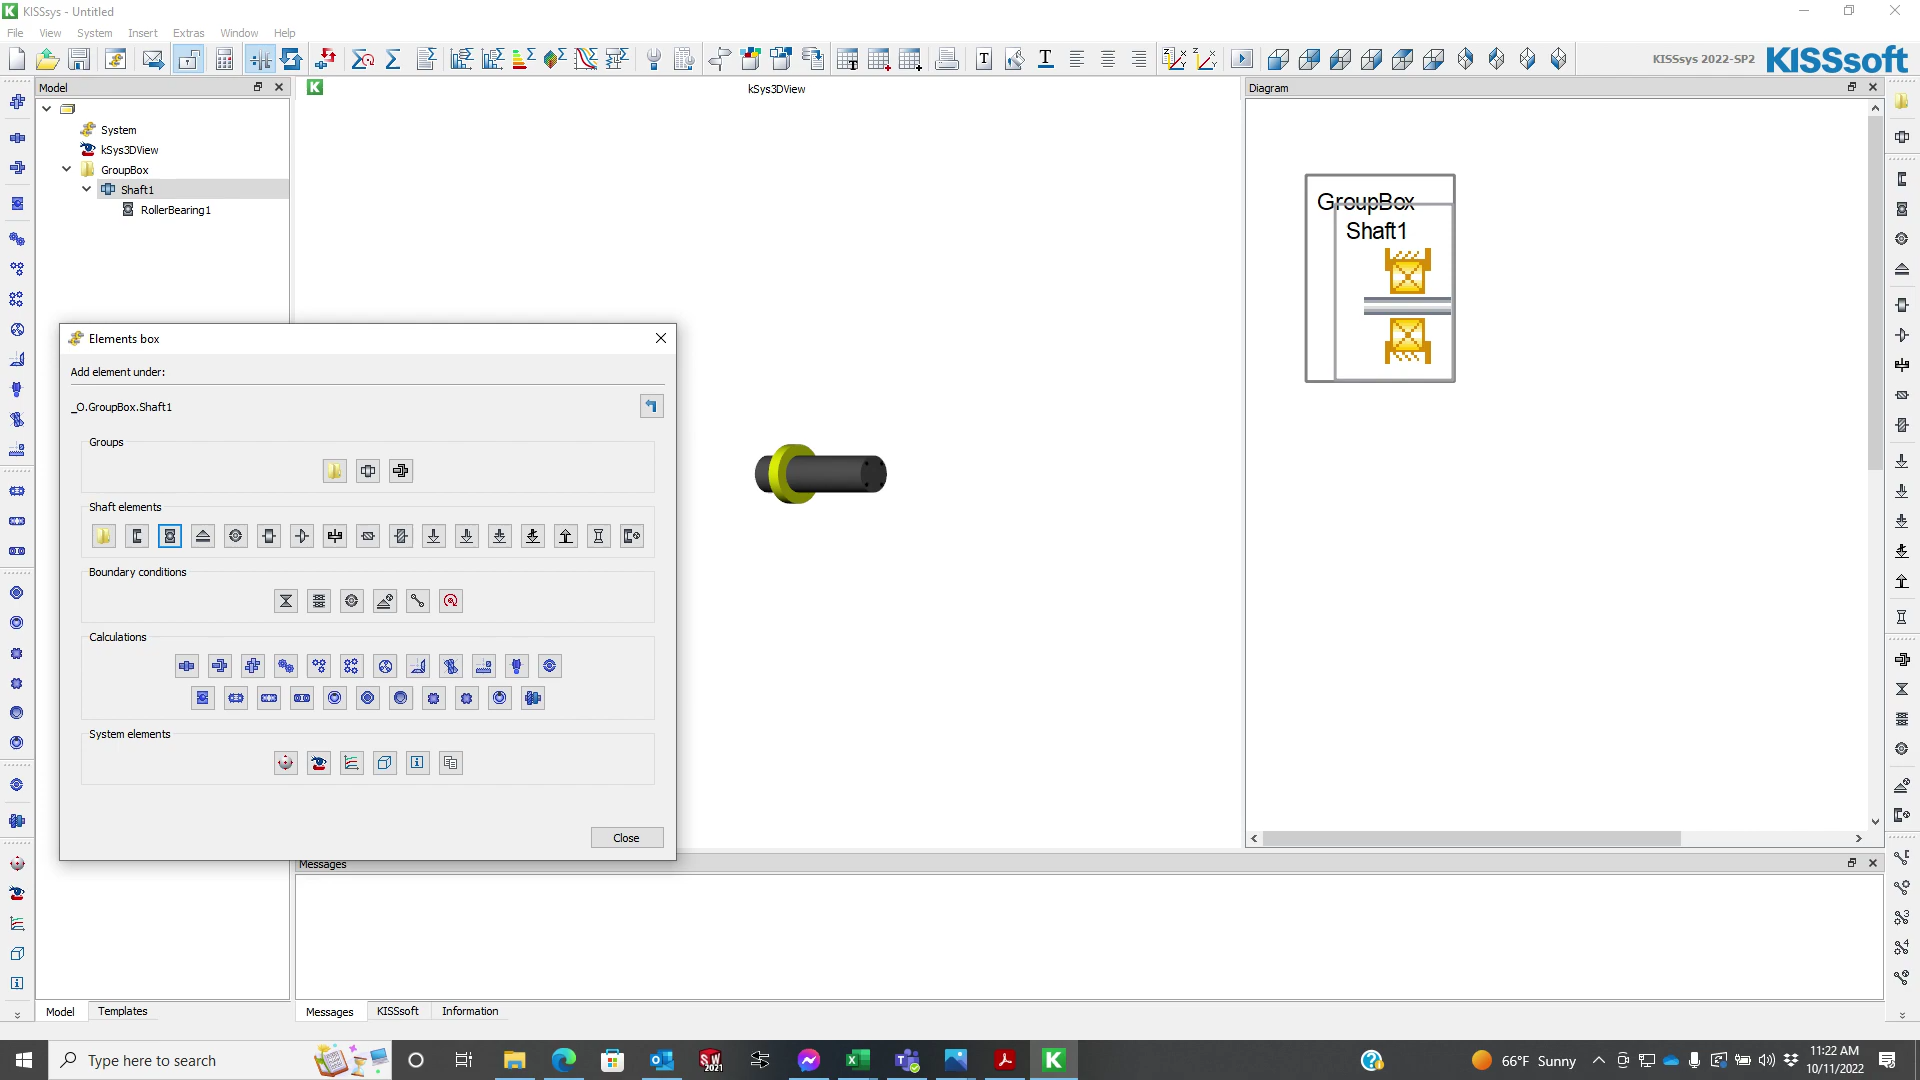 KISSsys - Untitled
File View System Insert Extras Window Help
KISSsys 2022-SP2 KISSsoft
Model
kSys3DView
Diagram
System
kSys3DView
GroupBox
Shaft1
RollerBearing1
GroupBox
Shaft1
Elements box
Add element under:
_O.GroupBox.Shaft1
Groups
Shaft elements
Boundary conditions
Calculations
System elements
Close
Messages
Model Templates
Messages KISSsoft Information
Type here to search
66°F Sunny
11:22 AM
10/11/2022